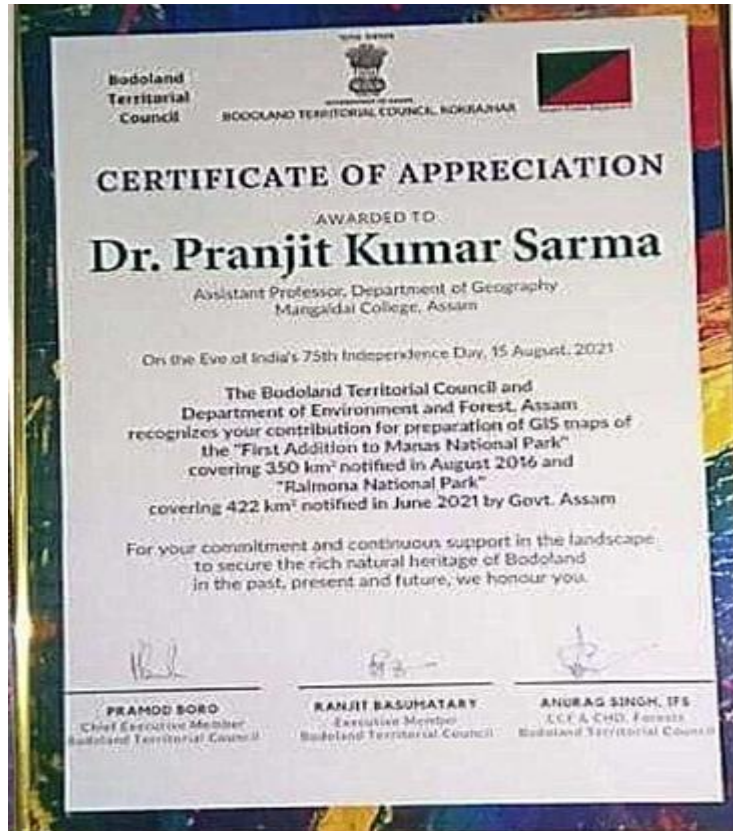 Bodoland
Territorial
Council
BODOLAND TERRITORIAL COUNCIL, KOKRAJHAR
CERTIFICATE OF APPRECIATION
AWARDED TO
Dr. Pranjit Kumar Sarma
Assistant Professor, Department of Geography
Mangaldai College, Assam
On the Eve of India's 75th Independence Day, 15 August, 2021
The Bodoland Territorial Council and
Department of Environment and Forest, Assam
recognizes your contribution for preparation of GIS maps of
the "First Addition to Manas National Park"
covering 350 km² notified in August 2016 and
"Raimona National Park"
covering 422 km² notified in June 2021 by Govt. Assam
For your commitment and continuous support in the landscape
to secure the rich natural heritage of Bodoland
in the past, present and future, we honour you.
PRAMOD BORO
Chief Executive Member
Bodoland Territorial Council
RANJIT BASUMATARY
Executive Member
Bodoland Territorial Council
ANURAG SINGH, IFS
CCF & CHD, Forests
Bodoland Territorial Council